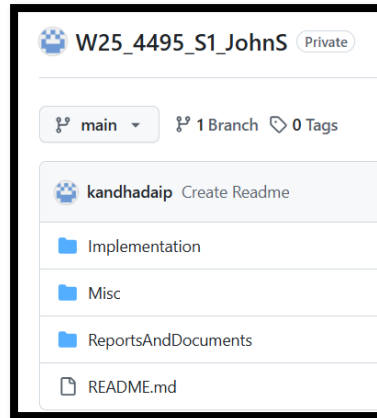 W25_4495_S1_JohnS Private
main 1 Branch 0 Tags
kandhadaip Create Readme
Implementation
Misc
ReportsAndDocuments
README.md